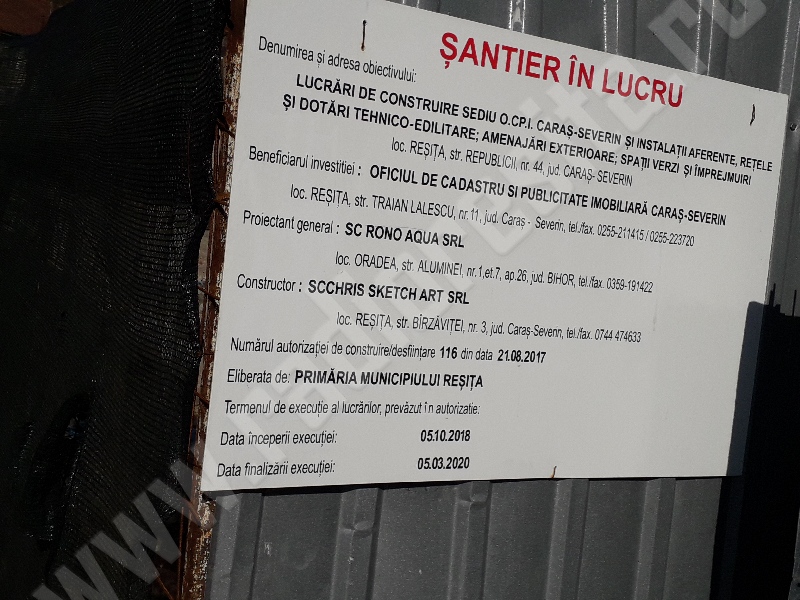 ȘANTIER ÎN LUCRU
Denumirea și adresa obiectivului:
LUCRĂRI DE CONSTRUIRE SEDIU O.CP.I. CARAȘ-SEVERIN ȘI INSTALAȚII AFERENTE, REȚELE
ȘI DOTĂRI TEHNICO-EDILITARE; AMENAJĂRI EXTERIOARE; SPAȚII VERZI ȘI ÎMPREJMUIRI
loc. REȘIȚA, str. REPUBLICII, nr. 44, jud. CARAȘ- SEVERIN
Beneficiarul investitiei : OFICIUL DE CADASTRU SI PUBLICITATE IMOBILIARĂ CARAȘ-SEVERIN
loc. REȘIȚA, str. TRAIAN LALESCU, nr. 11, jud. Caraș - Severin, tel./fax. 0255-211415 / 0255-223720
Proiectant general : SC RONO AQUA SRL
loc. ORADEA, str. ALUMINEI, nr.1,et.7, ap.26, jud. BIHOR, tel./fax. 0359-191422
Constructor : SCCHRIS SKETCH ART SRL
loc. REȘIȚA, str. BÎRZĂVIȚEI, nr. 3, jud. Caraș-Severin, tel./fax. 0744 474633
Numărul autorizației de construire/desființare 116 din data 21.08.2017
Eliberata de: PRIMĂRIA MUNICIPIULUI REȘIȚA
Termenul de execuție al lucrărilor, prevăzut în autorizatie:
Data începerii execuției: 05.10.2018
Data finalizării execuției: 05.03.2020